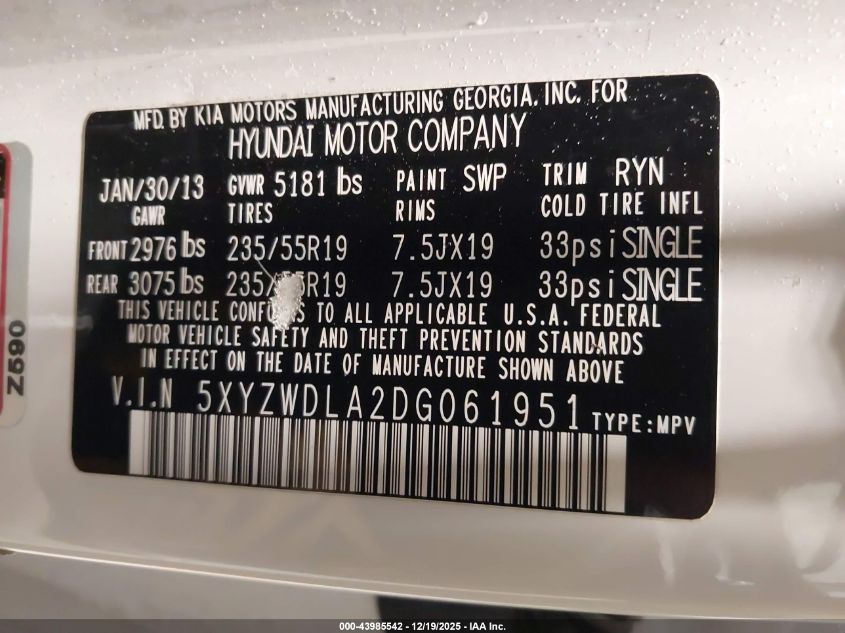 MFD. BY KIA MOTORS MANUFACTURING GEORGIA, INC. FOR
HYUNDAI MOTOR COMPANY
JAN/30/13 GVWR 5181 lbs PAINT SWP TRIM RYN
GAWR TIRES RIMS COLD TIRE INFL
FRONT 2976 lbs 235/55R19 7.5JX19 33psi SINGLE
REAR 3075 lbs 235/55R19 7.5JX19 33psi SINGLE
THIS VEHICLE CONFORMS TO ALL APPLICABLE U.S.A. FEDERAL
MOTOR VEHICLE SAFETY AND THEFT PREVENTION STANDARDS
IN EFFECT ON THE DATE OF MANUFACTURE SHOWN ABOVE
V.I.N 5XYZWDLA2DG061951 TYPE:MPV
Z590
000-43985542 - 12/19/2025 - IAA Inc.